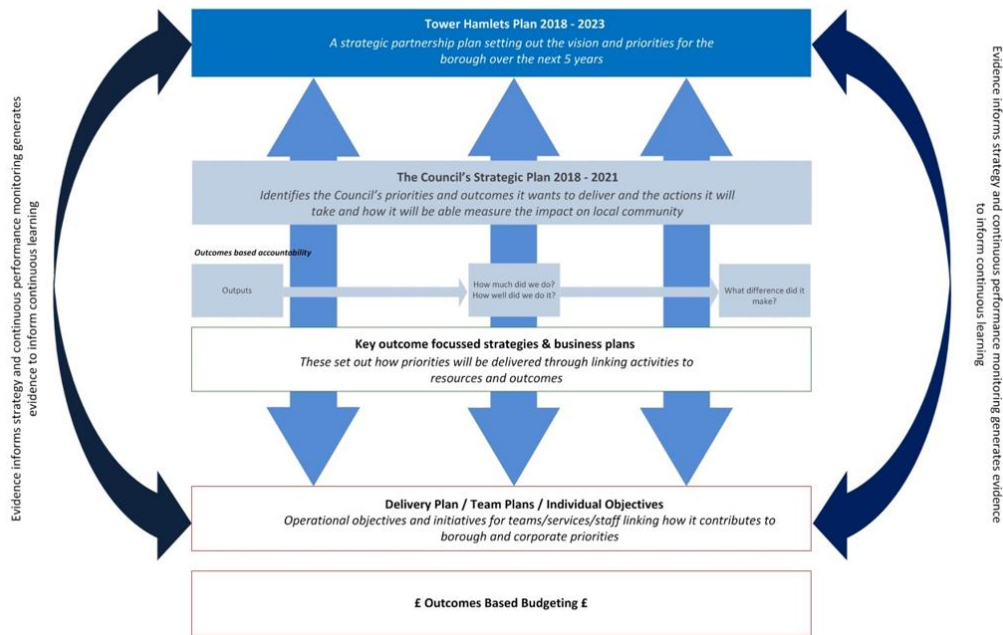 Tower Hamlets Plan 2018 - 2023
A strategic partnership plan setting out the vision and priorities for the
borough over the next 5 years
Evidence informs strategy and continuous performance monitoring generates
evidence to inform continuous learning
Evidence informs strategy and continuous performance monitoring generates evidence
to inform continuous learning
The Council's Strategic Plan 2018 - 2021
Identifies the Council's priorities and outcomes it wants to deliver and the actions it will
take and how it will be able measure the impact on local community
Outcomes based accountability
Outputs
How much did we do?
How well did we do it?
What difference did it
make?
Key outcome focussed strategies & business plans
These set out how priorities will be delivered through linking activities to
resources and outcomes
Delivery Plan / Team Plans / Individual Objectives
Operational objectives and initiatives for teams/services/staff linking how it contributes to
borough and corporate priorities
£ Outcomes Based Budgeting £